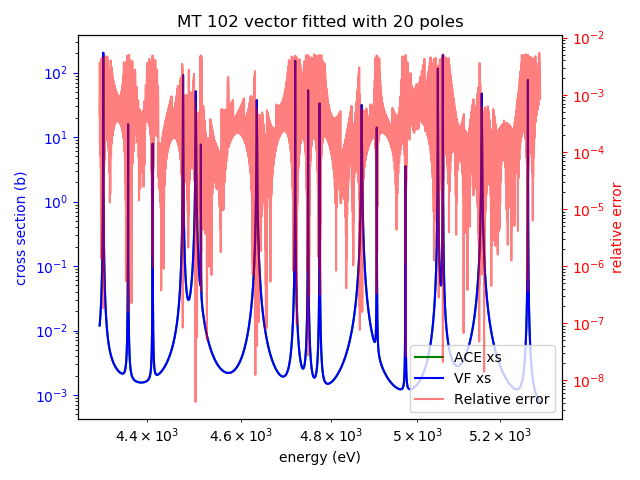 MT 102 vector fitted with 20 poles
cross section (b)
10²
10¹
10⁰
10⁻¹
10⁻²
10⁻³
10⁻²
10⁻³
10⁻⁴
10⁻⁵
10⁻⁶
10⁻⁷
10⁻⁸
relative error
ACE xs
VF xs
Relative error
4.4 × 10³ 4.6 × 10³ 4.8 × 10³ 5 × 10³ 5.2 × 10³
energy (eV)